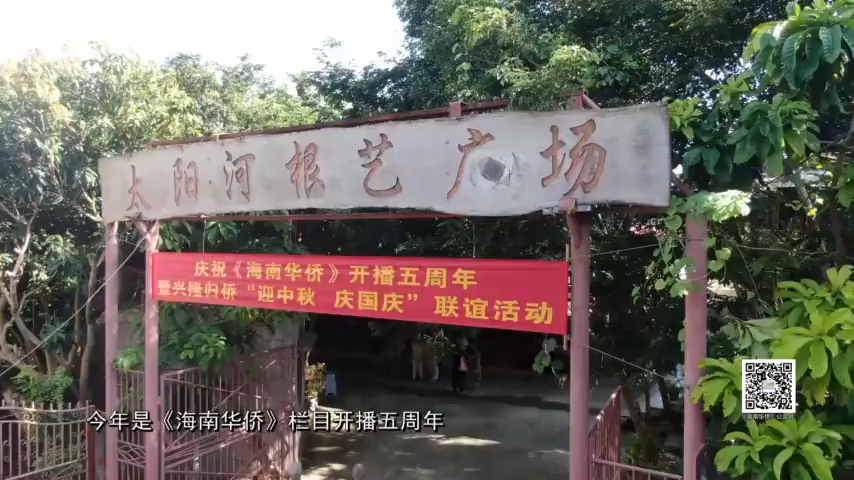 太阳河根艺广场
庆祝《海南华侨》开播五周年
暨兴隆归侨“迎中秋 庆国庆”联谊活动
今年是《海南华侨》栏目开播五周年